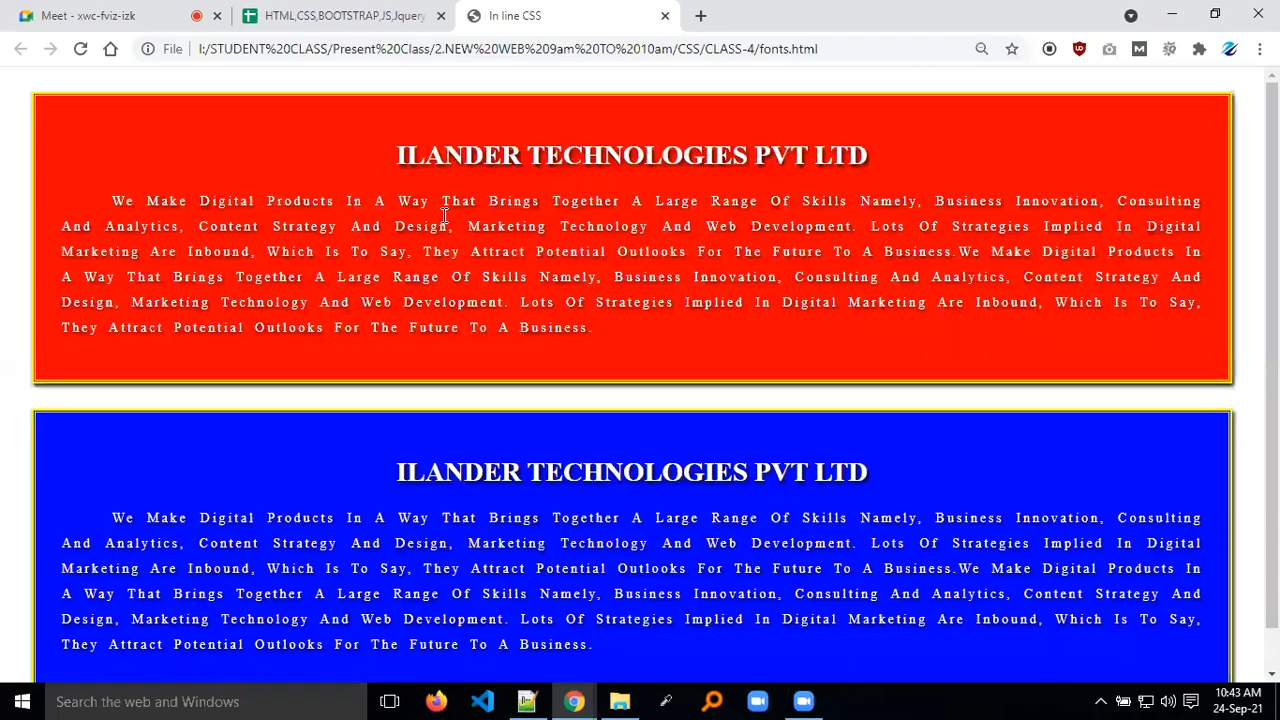 Meet - xwc-fviz-izk
HTML,CSS,BOOTSTRAP,JS,Jquery
In line CSS
File
I:/STUDENT%20CLASS/Present%20Class/2.NEW%20WEB%209am%20TO%2010am/CSS/CLASS-4/fonts.html
ILANDER TECHNOLOGIES PVT LTD
We Make Digital Products In A Way That Brings Together A Large Range Of Skills Namely, Business Innovation, Consulting
And Analytics, Content Strategy And Design, Marketing Technology And Web Development. Lots Of Strategies Implied In Digital
Marketing Are Inbound, Which Is To Say, They Attract Potential Outlooks For The Future To A Business.We Make Digital Products In
A Way That Brings Together A Large Range Of Skills Namely, Business Innovation, Consulting And Analytics, Content Strategy And
Design, Marketing Technology And Web Development. Lots Of Strategies Implied In Digital Marketing Are Inbound, Which Is To Say,
They Attract Potential Outlooks For The Future To A Business.
ILANDER TECHNOLOGIES PVT LTD
We Make Digital Products In A Way That Brings Together A Large Range Of Skills Namely, Business Innovation, Consulting
And Analytics, Content Strategy And Design, Marketing Technology And Web Development. Lots Of Strategies Implied In Digital
Marketing Are Inbound, Which Is To Say, They Attract Potential Outlooks For The Future To A Business.We Make Digital Products In
A Way That Brings Together A Large Range Of Skills Namely, Business Innovation, Consulting And Analytics, Content Strategy And
Design, Marketing Technology And Web Development. Lots Of Strategies Implied In Digital Marketing Are Inbound, Which Is To Say,
They Attract Potential Outlooks For The Future To A Business.
Search the web and Windows
10:43 AM
24-Sep-21